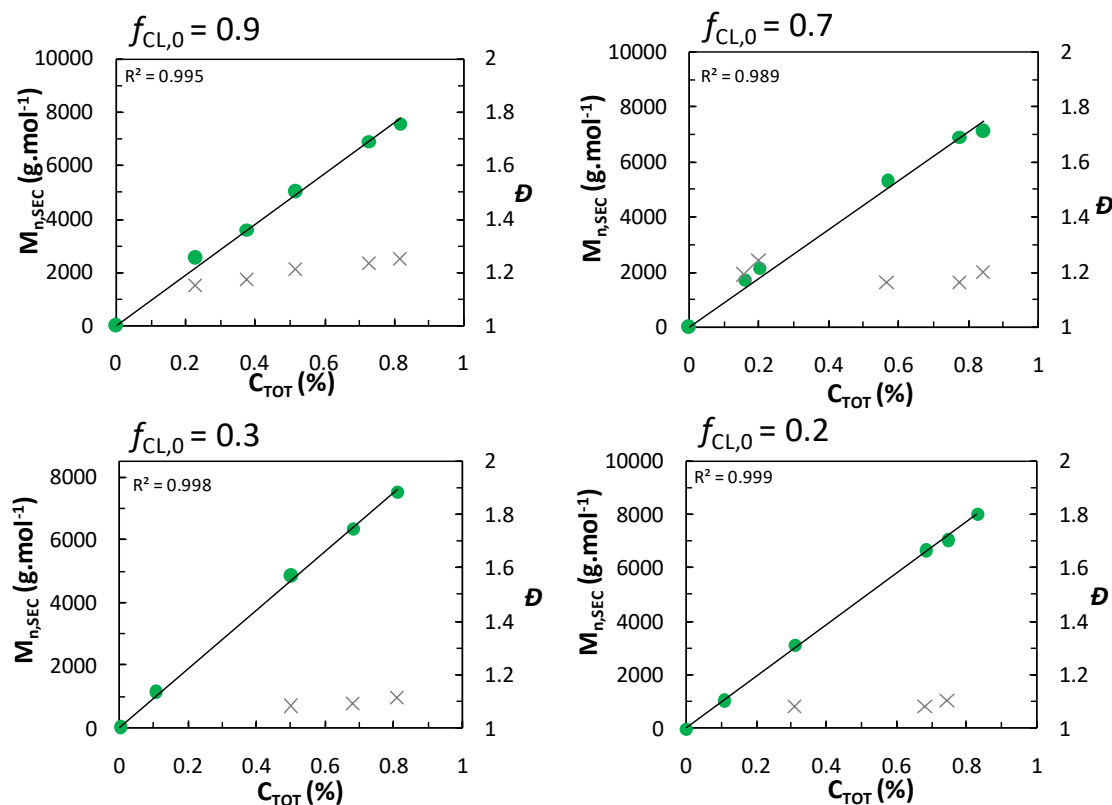 fCL,0 = 0.9
R² = 0.995
Mn,SEC (g.mol-1)
10000
8000
6000
4000
2000
0
2
1.8
1.6
1.4
1.2
1
Đ
0 0.2 0.4 0.6 0.8 1
CTOT (%)
fCL,0 = 0.7
R² = 0.989
Mn,SEC (g.mol-1)
10000
8000
6000
4000
2000
0
2
1.8
1.6
1.4
1.2
1
Đ
0 0.2 0.4 0.6 0.8 1
CTOT (%)
fCL,0 = 0.3
R² = 0.998
Mn,SEC (g.mol-1)
8000
6000
4000
2000
0
2
1.8
1.6
1.4
1.2
1
Đ
0 0.2 0.4 0.6 0.8 1
CTOT (%)
fCL,0 = 0.2
R² = 0.999
Mn,SEC (g.mol-1)
10000
8000
6000
4000
2000
0
2
1.8
1.6
1.4
1.2
1
Đ
0 0.2 0.4 0.6 0.8 1
CTOT (%)